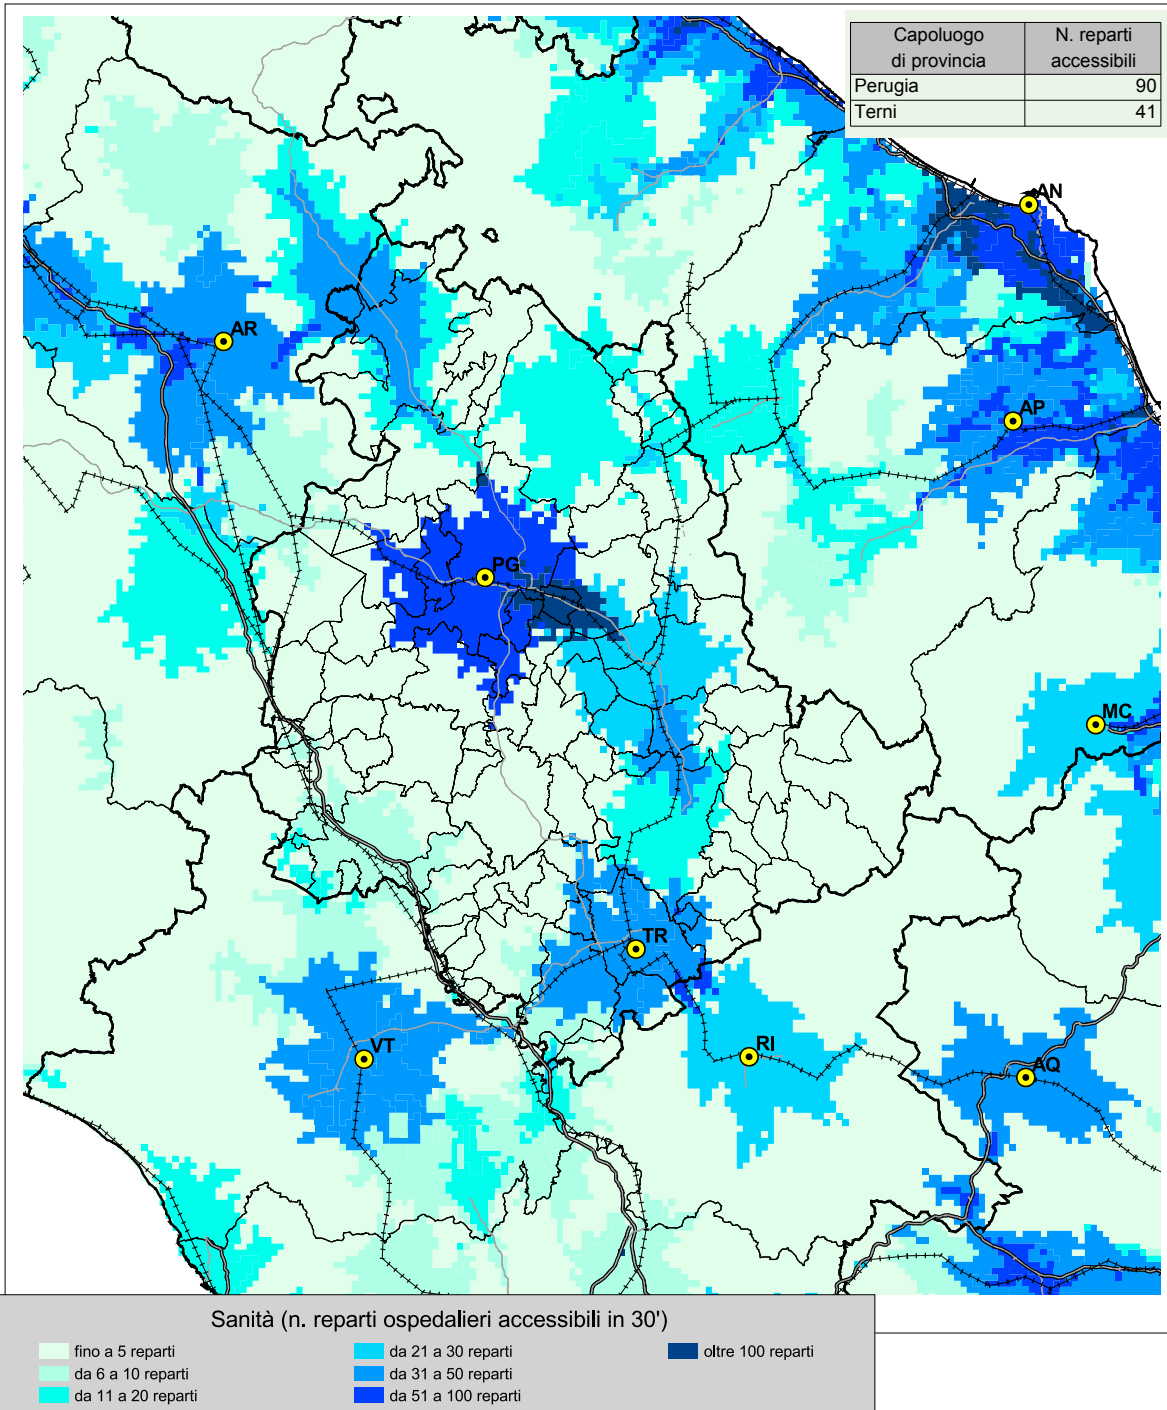 Capoluogo di provincia
N. reparti accessibili
Perugia 90
Terni 41
AN
AR
AP
PG
MC
TR
VT
RI
AQ
Sanità (n. reparti ospedalieri accessibili in 30')
fino a 5 reparti
da 6 a 10 reparti
da 11 a 20 reparti
da 21 a 30 reparti
da 31 a 50 reparti
da 51 a 100 reparti
oltre 100 reparti